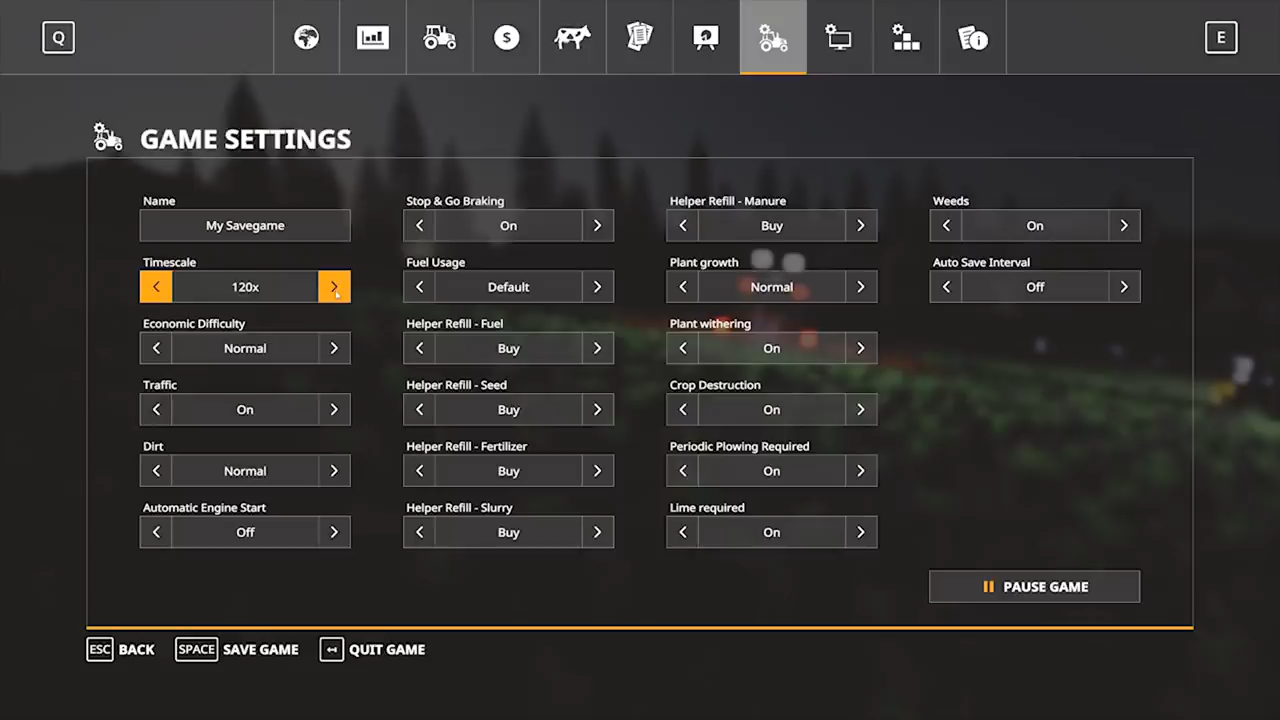 Q
E
GAME SETTINGS
Name
My Savegame
Timescale
120x
Economic Difficulty
Normal
Traffic
On
Dirt
Normal
Automatic Engine Start
Off
Stop & Go Braking
On
Fuel Usage
Default
Helper Refill - Fuel
Buy
Helper Refill - Seed
Buy
Helper Refill - Fertilizer
Buy
Helper Refill - Slurry
Buy
Helper Refill - Manure
Buy
Plant growth
Normal
Plant withering
On
Crop Destruction
On
Periodic Plowing Required
On
Lime required
On
Weeds
On
Auto Save Interval
Off
PAUSE GAME
ESC BACK SPACE SAVE GAME QUIT GAME